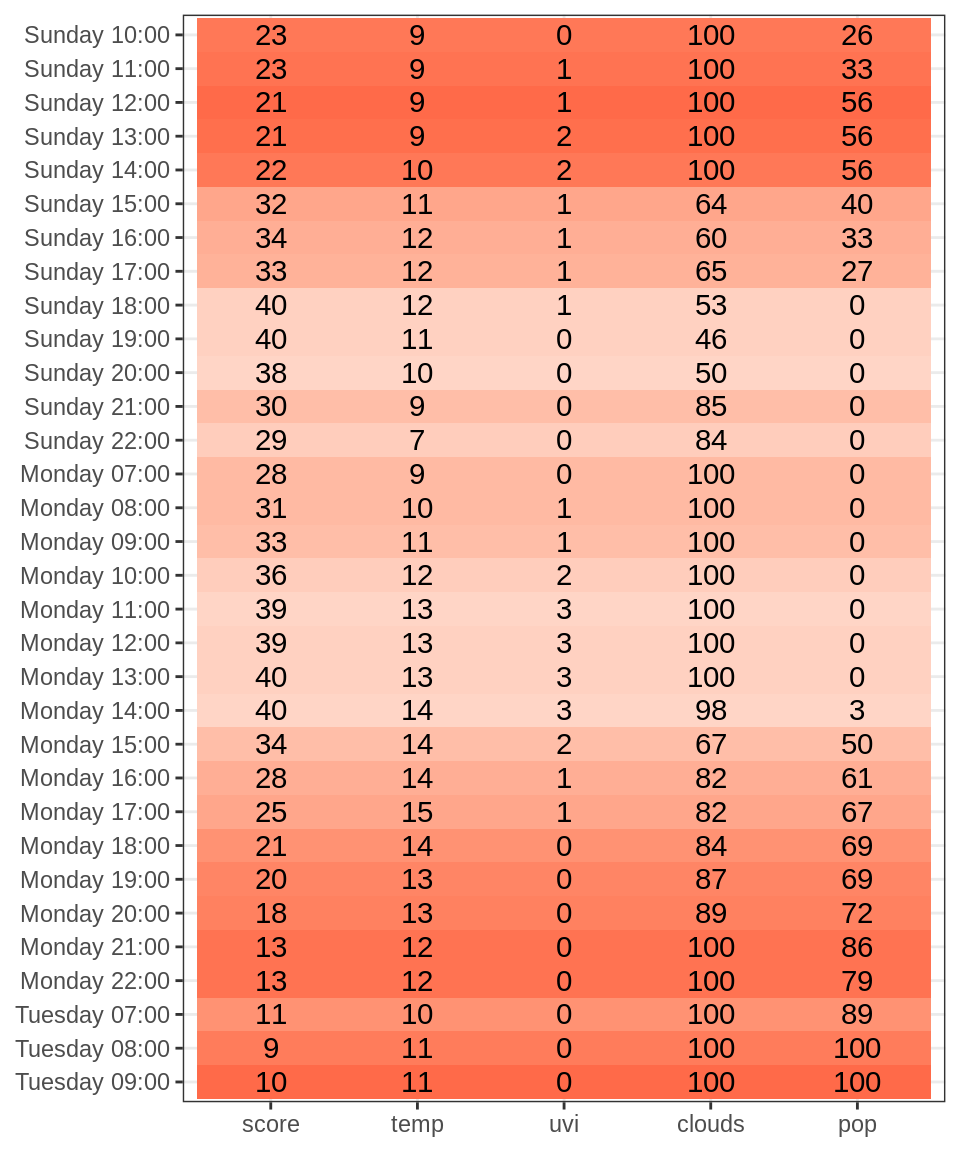 Sunday 10:00 23 9 0 100 26
Sunday 11:00 23 9 1 100 33
Sunday 12:00 21 9 1 100 56
Sunday 13:00 21 9 2 100 56
Sunday 14:00 22 10 2 100 56
Sunday 15:00 32 11 1 64 40
Sunday 16:00 34 12 1 60 33
Sunday 17:00 33 12 1 65 27
Sunday 18:00 40 12 1 53 0
Sunday 19:00 40 11 0 46 0
Sunday 20:00 38 10 0 50 0
Sunday 21:00 30 9 0 85 0
Sunday 22:00 29 7 0 84 0
Monday 07:00 28 9 0 100 0
Monday 08:00 31 10 1 100 0
Monday 09:00 33 11 1 100 0
Monday 10:00 36 12 2 100 0
Monday 11:00 39 13 3 100 0
Monday 12:00 39 13 3 100 0
Monday 13:00 40 13 3 100 0
Monday 14:00 40 14 3 98 3
Monday 15:00 34 14 2 67 50
Monday 16:00 28 14 1 82 61
Monday 17:00 25 15 1 82 67
Monday 18:00 21 14 0 84 69
Monday 19:00 20 13 0 87 69
Monday 20:00 18 13 0 89 72
Monday 21:00 13 12 0 100 86
Monday 22:00 13 12 0 100 79
Tuesday 07:00 11 10 0 100 89
Tuesday 08:00 9 11 0 100 100
Tuesday 09:00 10 11 0 100 100
score temp uvi clouds pop